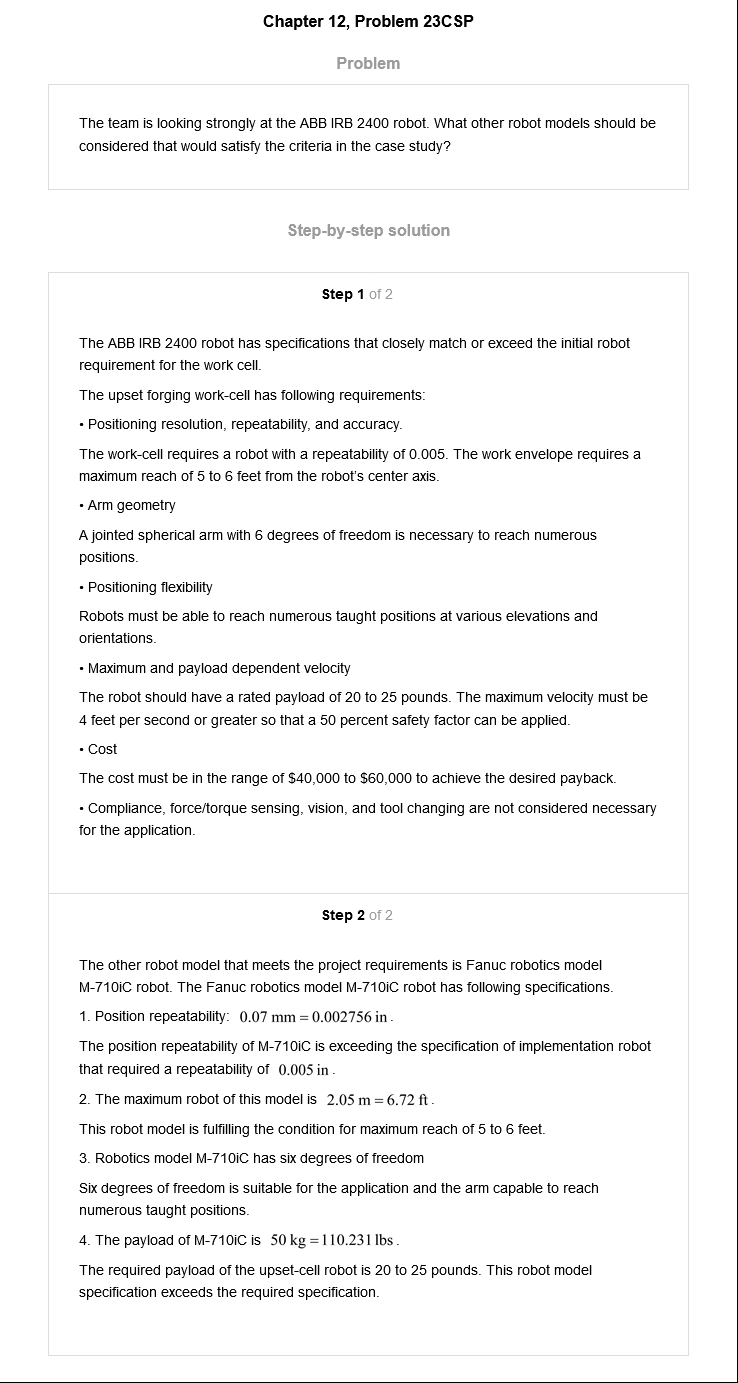 Chapter 12, Problem 23CSP
Problem
The team is looking strongly at the ABB IRB 2400 robot. What other robot models should be
considered that would satisfy the criteria in the case study?
Step-by-step solution
Step 1 of 2
The ABB IRB 2400 robot has specifications that closely match or exceed the initial robot
requirement for the work cell.
The upset forging work-cell has following requirements:
• Positioning resolution, repeatability, and accuracy.
The work-cell requires a robot with a repeatability of 0.005. The work envelope requires a
maximum reach of 5 to 6 feet from the robot's center axis.
• Arm geometry
A jointed spherical arm with 6 degrees of freedom is necessary to reach numerous
positions.
• Positioning flexibility
Robots must be able to reach numerous taught positions at various elevations and
orientations.
• Maximum and payload dependent velocity
The robot should have a rated payload of 20 to 25 pounds. The maximum velocity must be
4 feet per second or greater so that a 50 percent safety factor can be applied.
• Cost
The cost must be in the range of $40,000 to $60,000 to achieve the desired payback.
• Compliance, force/torque sensing, vision, and tool changing are not considered necessary
for the application.
Step 2 of 2
The other robot model that meets the project requirements is Fanuc robotics model
M-710iC robot. The Fanuc robotics model M-710iC robot has following specifications.
1. Position repeatability: 0.07 mm = 0.002756 in .
The position repeatability of M-710iC is exceeding the specification of implementation robot
that required a repeatability of 0.005 in .
2. The maximum robot of this model is 2.05 m = 6.72 ft .
This robot model is fulfilling the condition for maximum reach of 5 to 6 feet.
3. Robotics model M-710iC has six degrees of freedom
Six degrees of freedom is suitable for the application and the arm capable to reach
numerous taught positions.
4. The payload of M-710iC is 50 kg = 110.231 lbs .
The required payload of the upset-cell robot is 20 to 25 pounds. This robot model
specification exceeds the required specification.